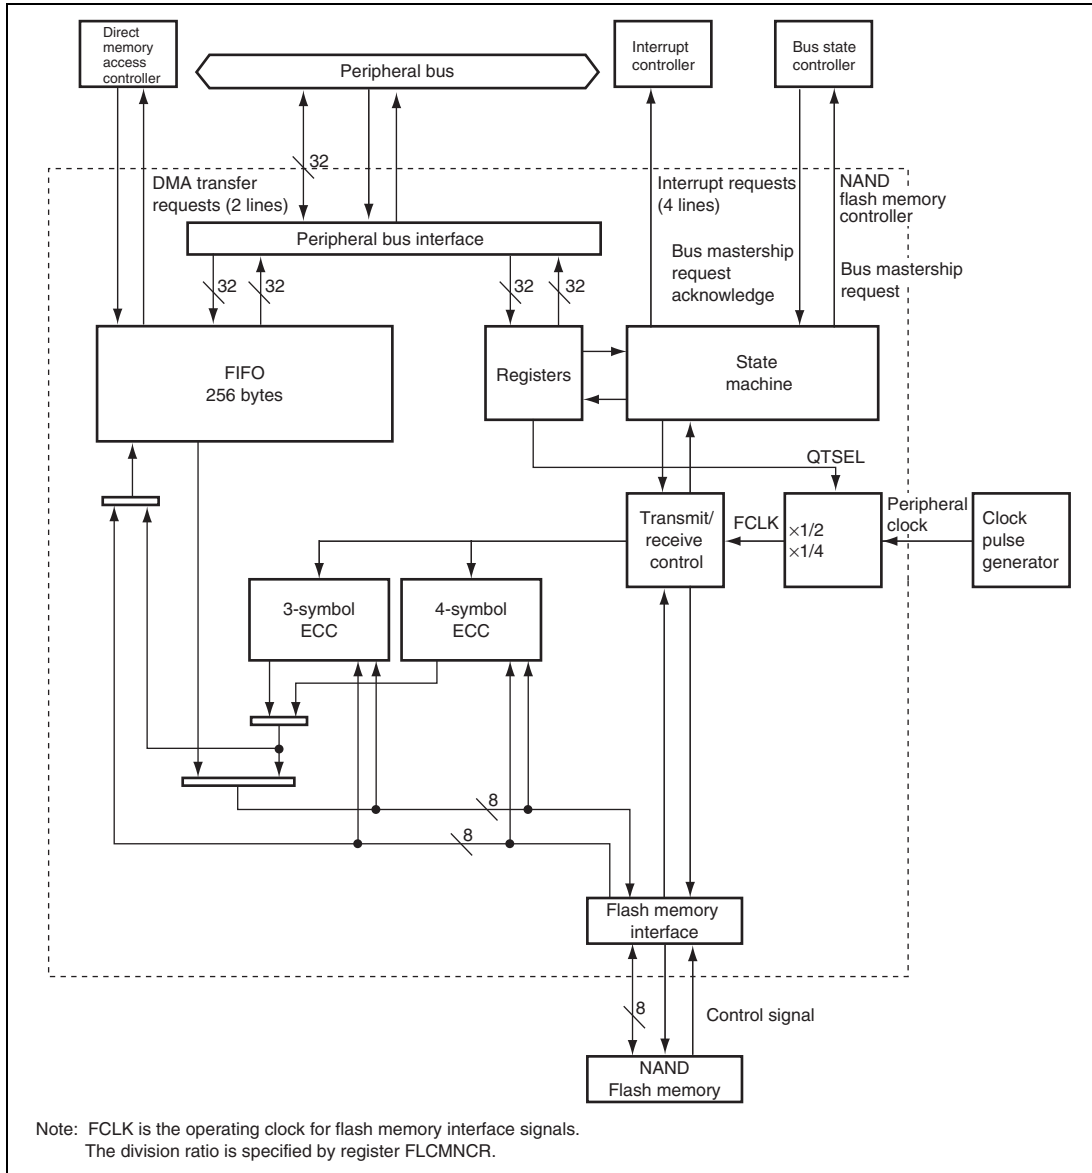 Direct
memory
access
controller
Peripheral bus
Interrupt
controller
Bus state
controller
32
DMA transfer
requests (2 lines)
Interrupt requests
(4 lines)
NAND
flash memory
controller
Peripheral bus interface
Bus mastership
request
acknowledge
Bus mastership
request
32
32
32
32
FIFO
256 bytes
Registers
State
machine
QTSEL
Transmit/
receive
control
FCLK
×1/2
×1/4
Peripheral
clock
Clock
pulse
generator
3-symbol
ECC
4-symbol
ECC
8
8
Flash memory
interface
8
Control signal
NAND
Flash memory
Note: FCLK is the operating clock for flash memory interface signals.
The division ratio is specified by register FLCMNCR.